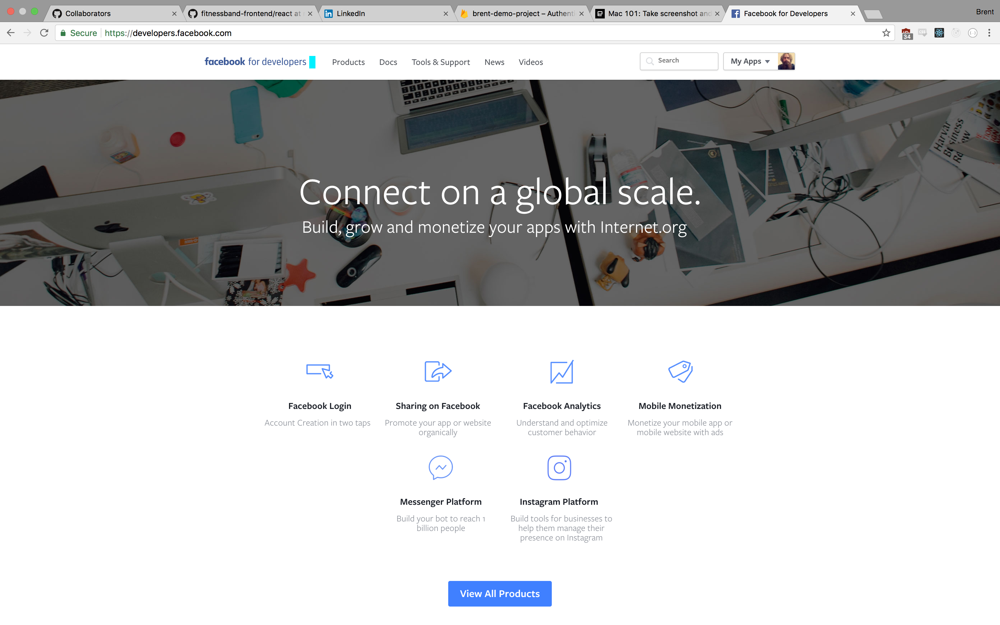 Collaborators
fitnessband-frontend/react at
LinkedIn
brent-demo-project – Authenti
Mac 101: Take screenshot and
Facebook for Developers
Brent
Secure
https://developers.facebook.com
34
facebook for developers
Products
Docs
Tools & Support
News
Videos
Search
My Apps
Harvar
Business
Connect on a global scale.
Build, grow and monetize your apps with Internet.org
Facebook Login
Account Creation in two taps
Sharing on Facebook
Promote your app or website
organically
Facebook Analytics
Understand and optimize
customer behavior
Mobile Monetization
Monetize your mobile app or
mobile website with ads
Messenger Platform
Build your bot to reach 1
billion people
Instagram Platform
Build tools for businesses to
help them manage their
presence on Instagram
View All Products